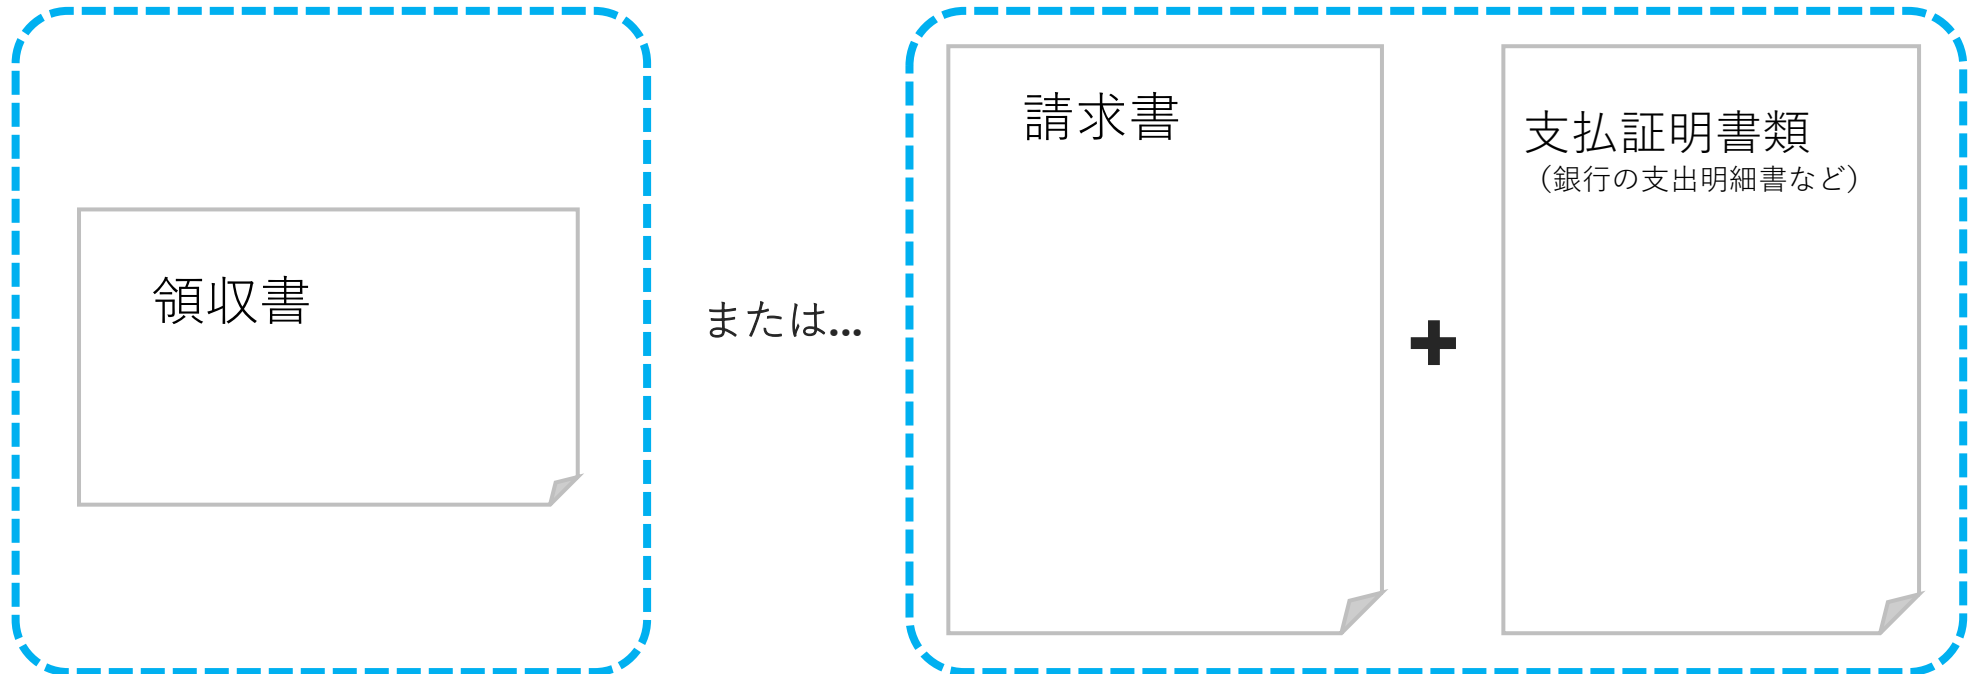 領収書
または...
請求書
+
支払証明書類
（銀行の支出明細書など）